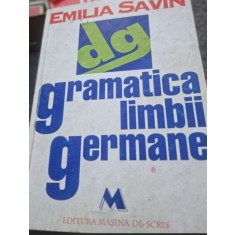 EMILIA SAVIN
dg
gramatica
limbii
germane
M
EDITURA MAȘINA DE SCRIS